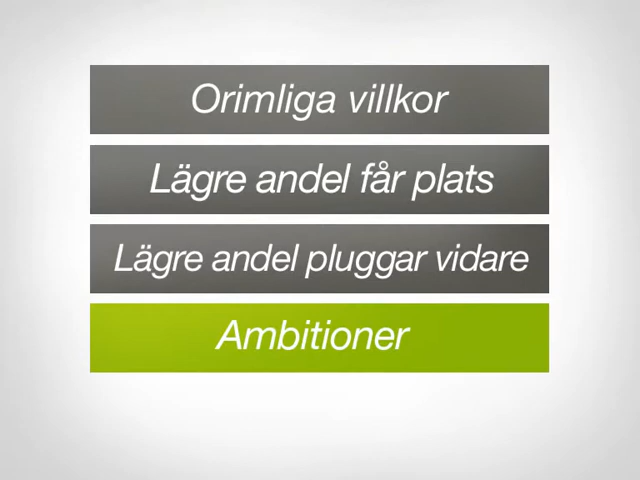 Orimliga villkor
Lägre andel får plats
Lägre andel pluggar vidare
Ambitioner